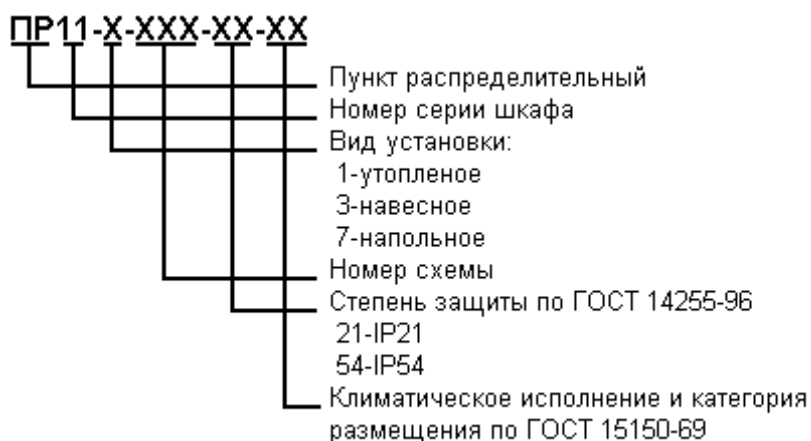 ПР11-Х-ХХХ-ХХ-ХХ
Пункт распределительный
Номер серии шкафа
Вид установки:
1-утопленое
3-навесное
7-напольное
Номер схемы
Степень защиты по ГОСТ 14255-96
21-IP21
54-IP54
Климатическое исполнение и категория
размещения по ГОСТ 15150-69